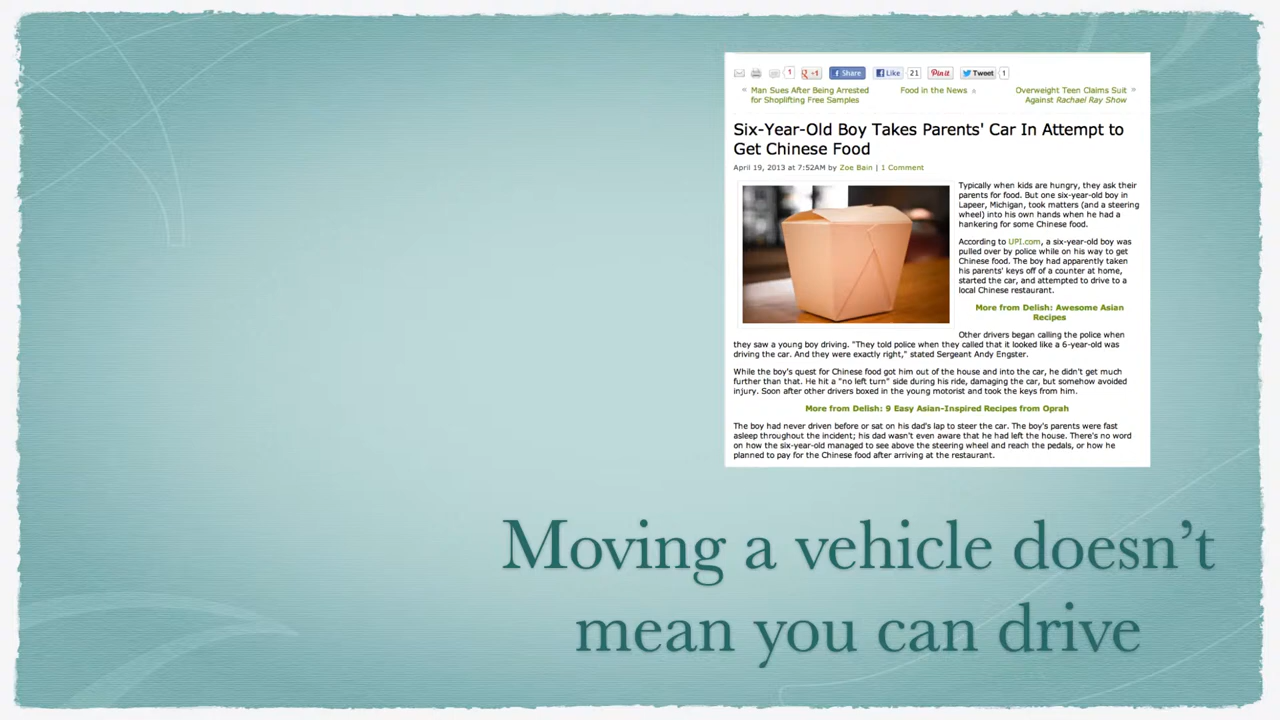 1 +1 Share Like 21 Pin it Tweet 1
« Man Sues After Being Arrested for Shoplifting Free Samples
Food in the News
Overweight Teen Claims Suit » Against Rachael Ray Show
Six-Year-Old Boy Takes Parents' Car In Attempt to
Get Chinese Food
April 19, 2013 at 7:52AM by Zoe Bain | 1 Comment
Typically when kids are hungry, they ask their
parents for food. But one six-year-old boy in
Lapeer, Michigan, took matters (and a steering
wheel) into his own hands when he had a
hankering for some Chinese food.
According to UPI.com, a six-year-old boy was
pulled over by police while on his way to get
Chinese food. The boy had apparently taken
his parents' keys off of a counter at home,
started the car, and attempted to drive to a
local Chinese restaurant.
More from Delish: Awesome Asian
Recipes
Other drivers began calling the police when
they saw a young boy driving. "They told police when they called that it looked like a 6-year-old was
driving the car. And they were exactly right," stated Sergeant Andy Engster.
While the boy's quest for Chinese food got him out of the house and into the car, he didn't get much
further than that. He hit a "no left turn" side during his ride, damaging the car, but somehow avoided
injury. Soon after other drivers boxed in the young motorist and took the keys from him.
More from Delish: 9 Easy Asian-Inspired Recipes from Oprah
The boy had never driven before or sat on his dad's lap to steer the car. The boy's parents were fast
asleep throughout the incident; his dad wasn't even aware that he had left the house. There's no word
on how the six-year-old managed to see above the steering wheel and reach the pedals, or how he
planned to pay for the Chinese food after arriving at the restaurant.
Moving a vehicle doesn't
mean you can drive